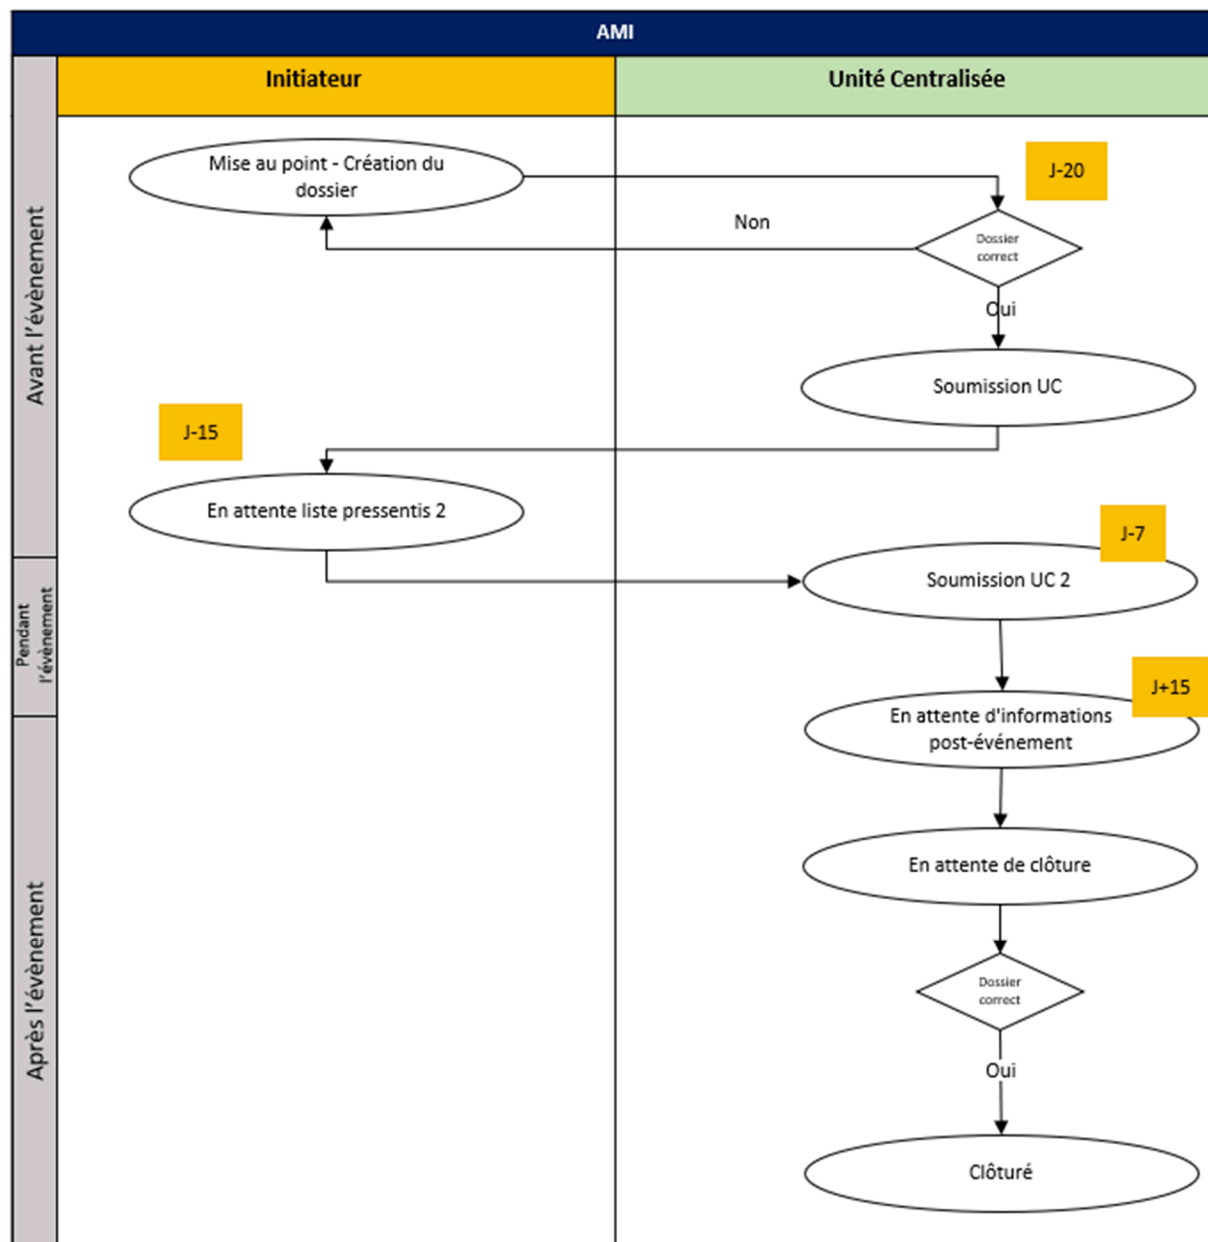 AMI
Initiateur
Unité Centralisée
Avant l'évènement
Mise au point - Création du
dossier
J-20
Non
Dossier
correct
Oui
Soumission UC
J-15
En attente liste pressentis 2
Pendant
l'évènement
J-7
Soumission UC 2
J+15
En attente d'informations
post-événement
Après l'évènement
En attente de clôture
Dossier
correct
Oui
Clôturé